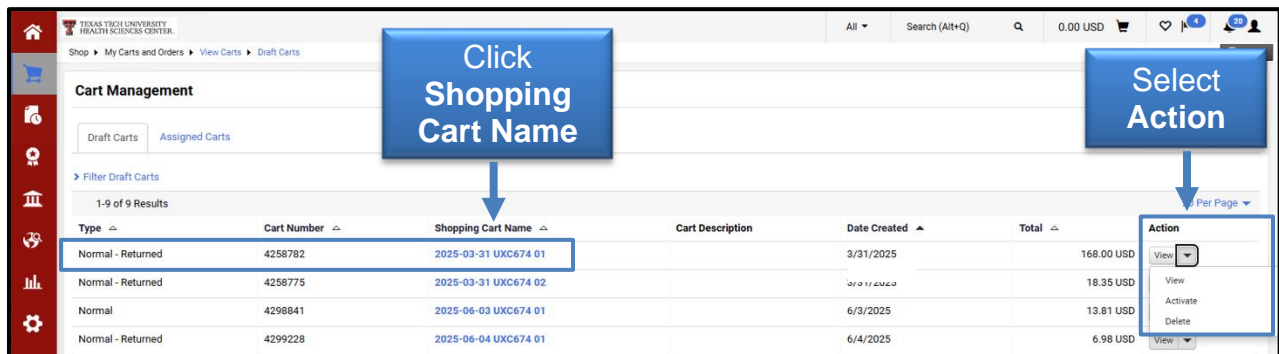 TEXAS TECH UNIVERSITY
HEALTH SCIENCES CENTER.
All Search (Alt+Q) 0.00 USD 4 20
Shop My Carts and Orders View Carts Draft Carts
Click
Shopping
Cart Name
Select
Action
Cart Management
Draft Carts Assigned Carts
Filter Draft Carts
1-9 of 9 Results Per Page
Type Cart Number Shopping Cart Name Cart Description Date Created Total Action
Normal - Returned 4258782 2025-03-31 UXC674 01 3/31/2025 168.00 USD View
Normal - Returned 4258775 2025-03-31 UXC674 02 3/31/2025 18.35 USD View
Normal 4298841 2025-06-03 UXC674 01 6/3/2025 13.81 USD Activate
Delete
Normal - Returned 4299228 2025-06-04 UXC674 01 6/4/2025 6.98 USD View